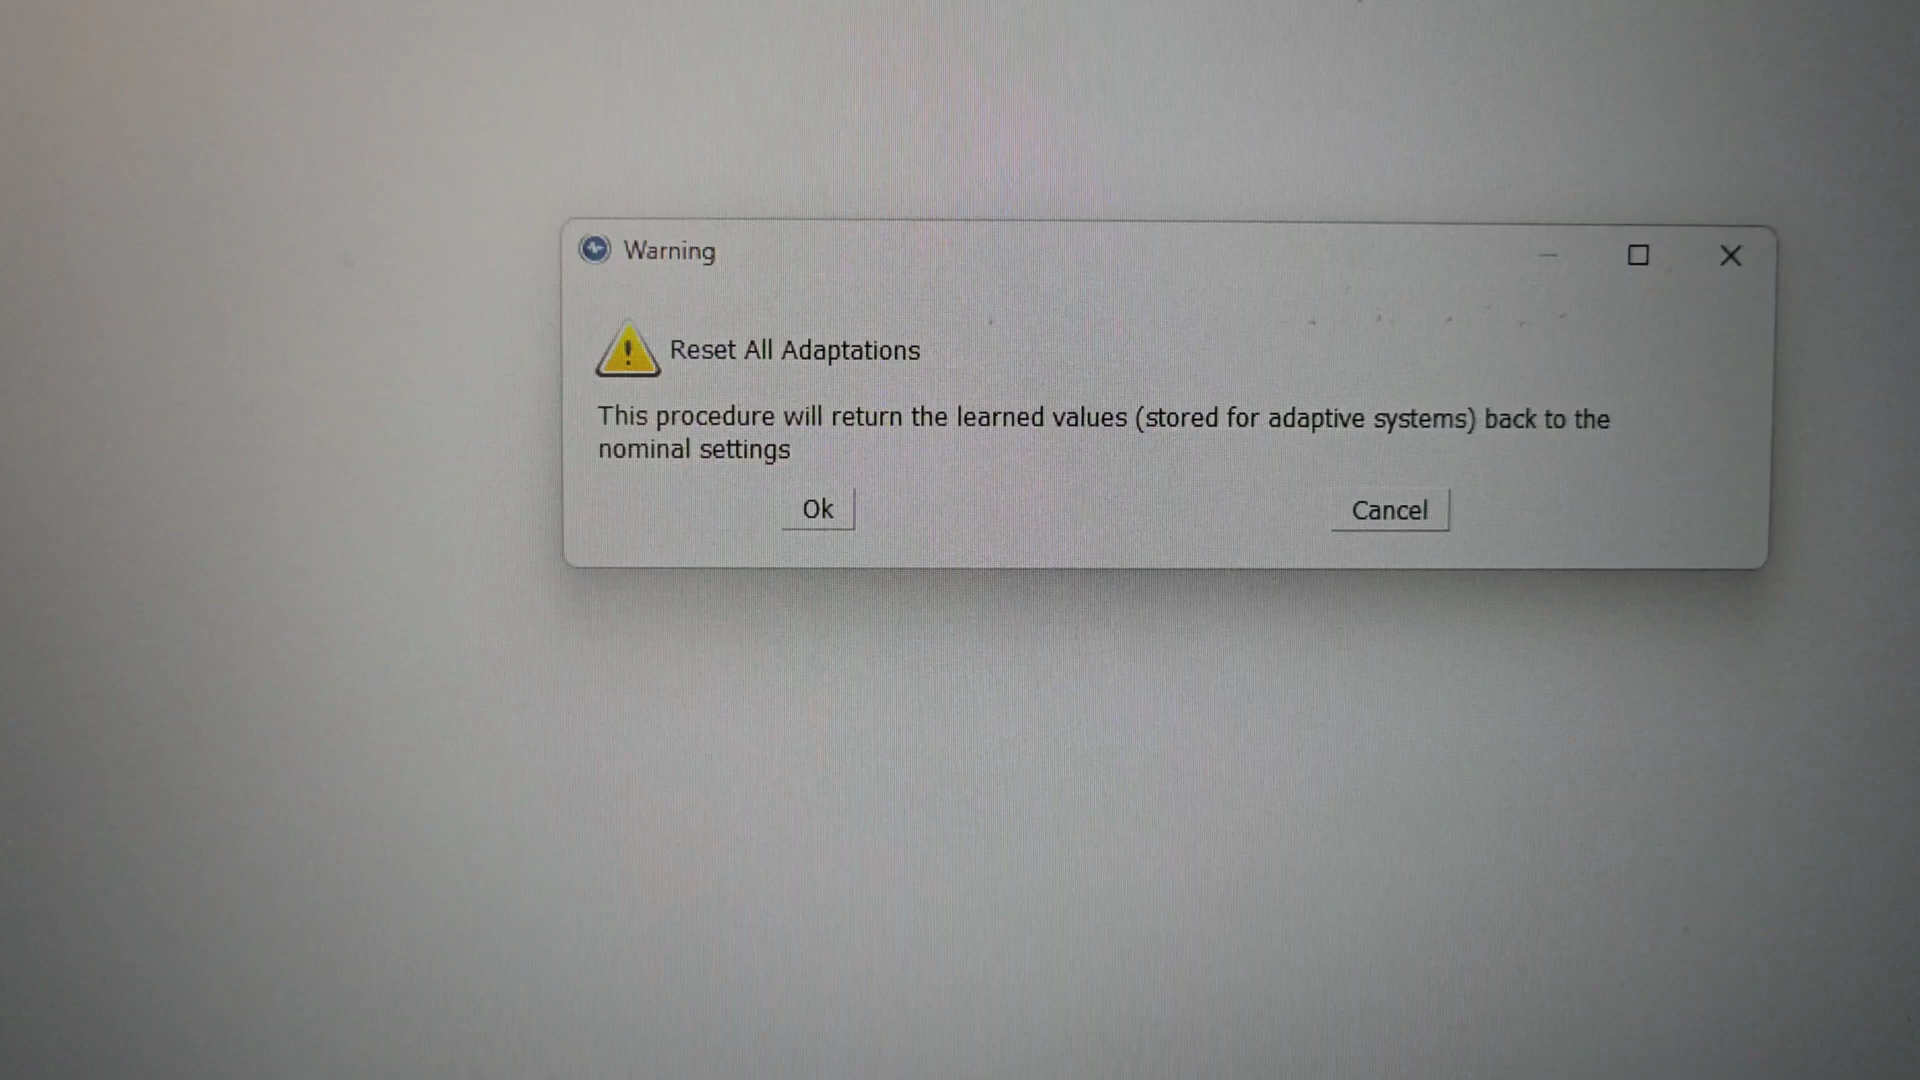 Warning
Reset All Adaptations
This procedure will return the learned values (stored for adaptive systems) back to the
nominal settings
Ok
Cancel